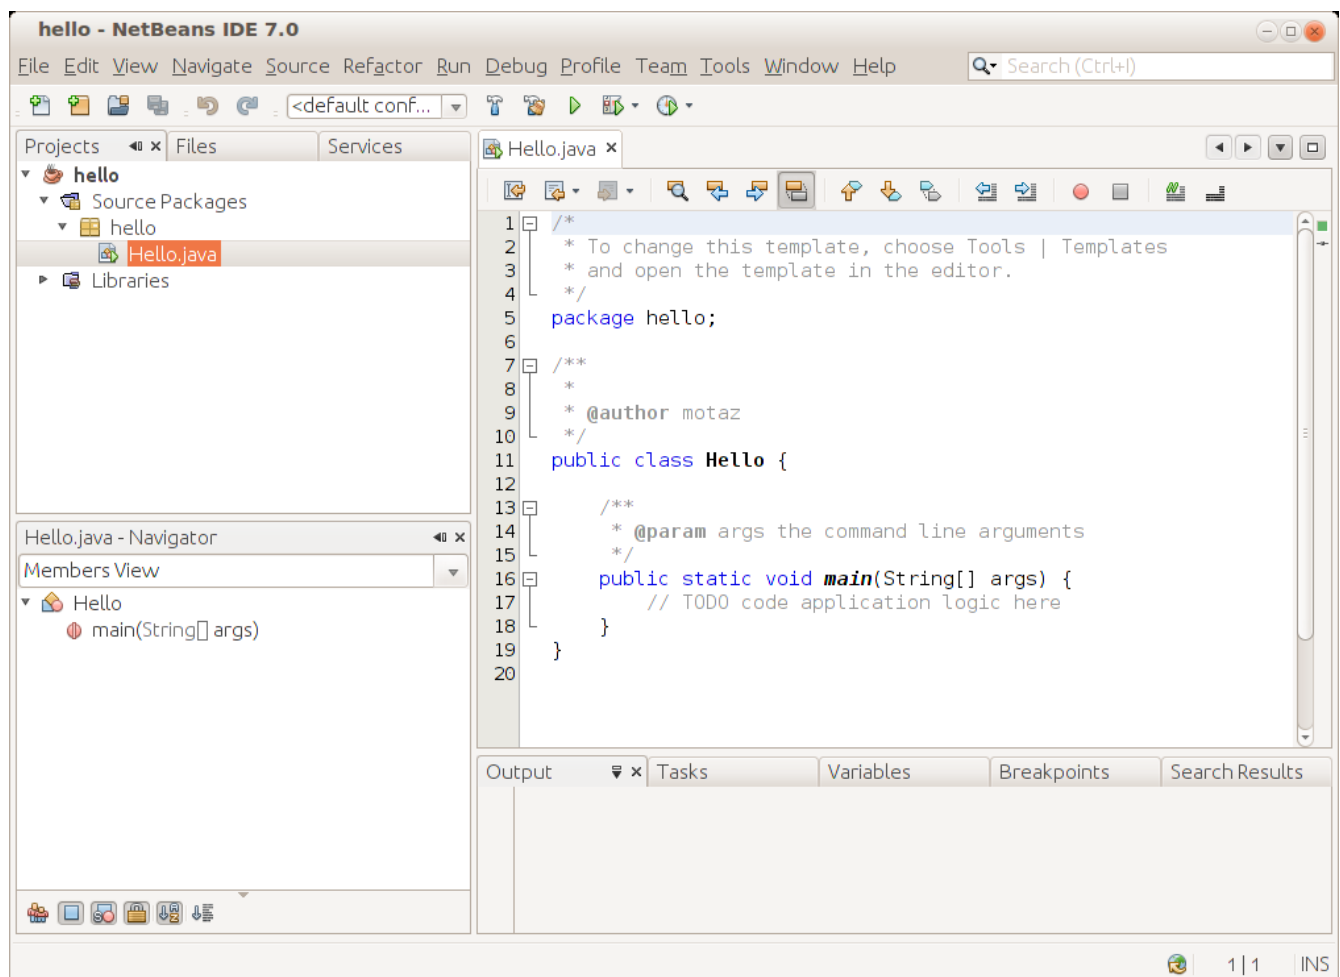 hello - NetBeans IDE 7.0
File Edit View Navigate Source Refactor Run Debug Profile Team Tools Window Help Search (Ctrl+I)
<default conf...
Projects Files Services
hello
Source Packages
hello
Hello.java
Libraries
Hello.java - Navigator
Members View
Hello
main(String[] args)
Hello.java
1 /*
2 * To change this template, choose Tools | Templates
3 * and open the template in the editor.
4 */
5 package hello;
6
7 /**
8 *
9 * @author motaz
10 */
11 public class Hello {
12
13 /**
14 * @param args the command line arguments
15 */
16 public static void main(String[] args) {
17 // TODO code application logic here
18 }
19 }
20
Output Tasks Variables Breakpoints Search Results
1|1 INS